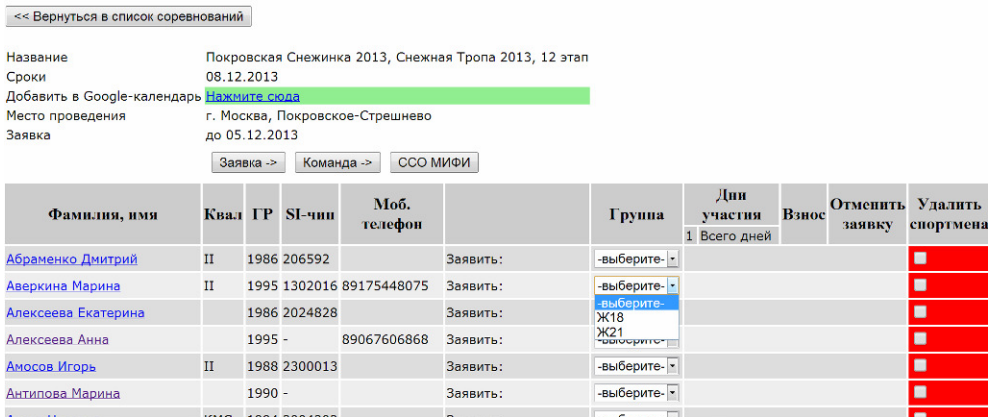 << Вернуться в список соревнований
Название Покровская Снежинка 2013, Снежная Тропа 2013, 12 этап
Сроки 08.12.2013
Добавить в Google-календарь Нажмите сюда
Место проведения г. Москва, Покровское-Стрешнево
Заявка до 05.12.2013
Заявка -> Команда -> ССО МИФИ
Фамилия, имя Квал ГР SI-чип Моб. телефон Группа Дни участия Взнос Отменить заявку Удалить спортмена
1 Всего дней
Абраменко Дмитрий II 1986 206592 Заявить: -выберите-
Аверкина Марина II 1995 1302016 89175448075 Заявить: -выберите-
-выберите-
Алексеева Екатерина 1986 2024828 Заявить: Ж18
Ж21
Алексеева Анна 1995 - 89067606868 Заявить: -выберите-
Амосов Игорь II 1988 2300013 Заявить: -выберите-
Антипова Марина 1990 - Заявить: -выберите-